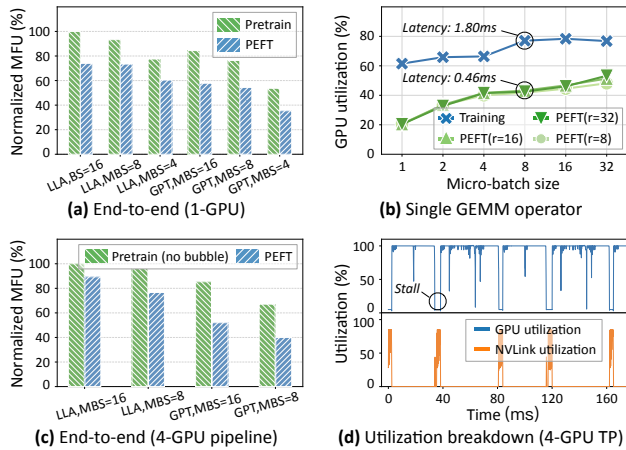 Normalized MFU (%)
100
80
60
40
20
0
Pretrain
PEFT
LLA,BS=16
LLA,MBS=8
LLA,MBS=4
GPT,MBS=16
GPT,MBS=8
GPT,MBS=4
(a) End-to-end (1-GPU)
GPU utilization (%)
80
60
40
20
0
Latency: 1.80ms
Latency: 0.46ms
Training
PEFT(r=32)
PEFT(r=16)
PEFT(r=8)
1 2 4 8 16 32
Micro-batch size
(b) Single GEMM operator
Normalized MFU (%)
100
80
60
40
20
0
Pretrain (no bubble)
PEFT
LLA,MBS=16
LLA,MBS=8
GPT,MBS=16
GPT,MBS=8
(c) End-to-end (4-GPU pipeline)
Utilization (%)
100
50
0
100
50
0
Stall
GPU utilization
NVLink utilization
0 40 80 120 160
Time (ms)
(d) Utilization breakdown (4-GPU TP)